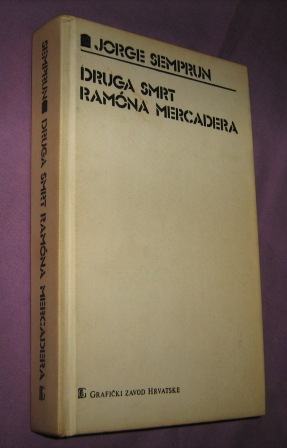 JORGE SEMPRUN
DRUGA SMRT
RAMÓNA MERCADERA
GRAFIČKI ZAVOD HRVATSKE
SEMPRUN DRUGA SMRT RAMÓNA MERCADERA